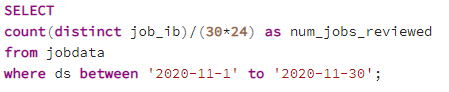 SELECT
count(distinct job_ib)/(30*24) as num_jobs_reviewed
from jobdata
where ds between '2020-11-1' to '2020-11-30';